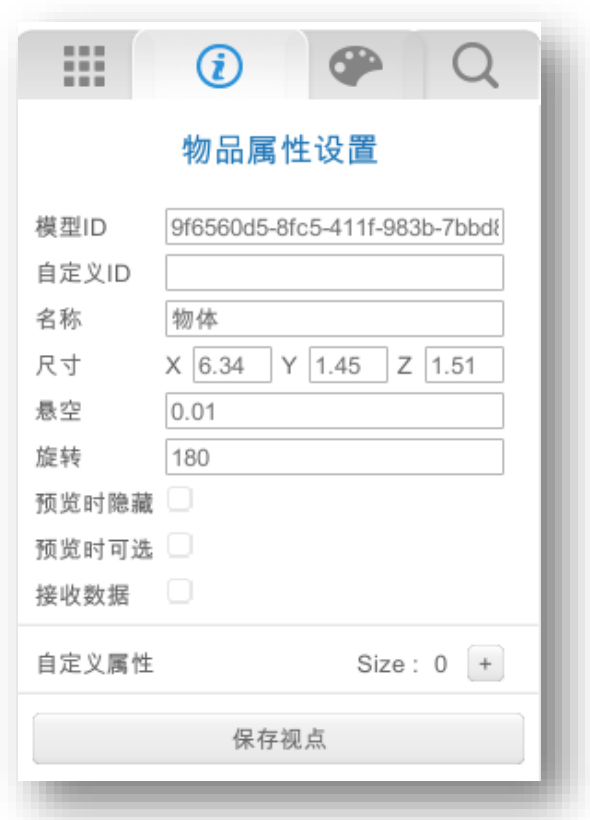 物品属性设置
模型ID 9f6560d5-8fc5-411f-983b-7bbd8
自定义ID
名称 物体
尺寸 X 6.34 Y 1.45 Z 1.51
悬空 0.01
旋转 180
预览时隐藏
预览时可选
接收数据
自定义属性 Size : 0 +
保存视点